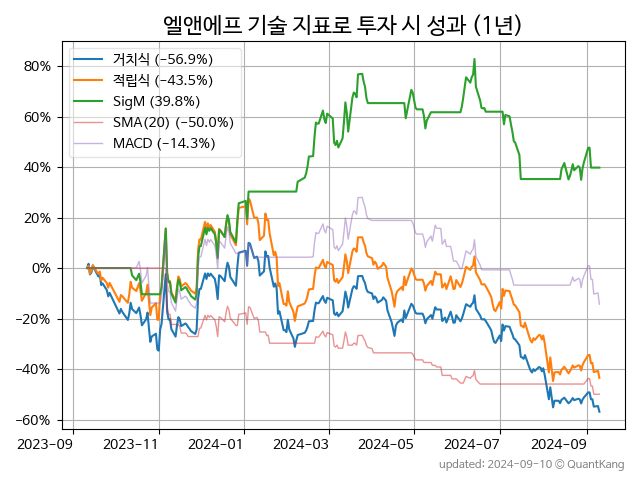 엘앤에프 기술 지표로 투자 시 성과 (1년)
거치식 (−56.9%)
적립식 (−43.5%)
SigM (39.8%)
SMA(20) (−50.0%)
MACD (−14.3%)
80%
60%
40%
20%
0%
−20%
−40%
−60%
2023-09 2023-11 2024-01 2024-03 2024-05 2024-07 2024-09
updated: 2024-09-10 ⓒ QuantKang